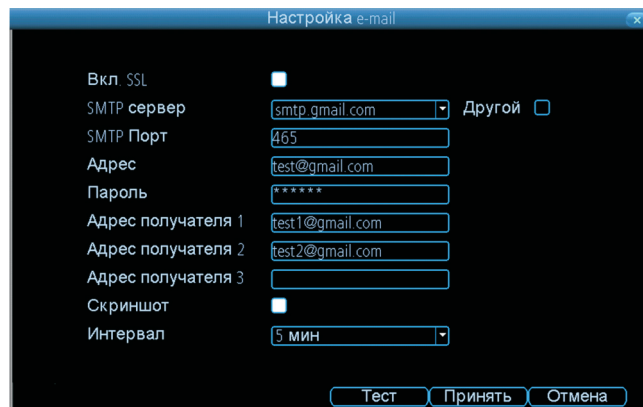 Настройка e-mail
Вкл. SSL
SMTP сервер smtp.gmail.com Другой
SMTP Порт 465
Адрес test@gmail.com
Пароль ******
Адрес получателя 1 test1@gmail.com
Адрес получателя 2 test2@gmail.com
Адрес получателя 3
Скриншот
Интервал 5 мин
Тест Принять Отмена